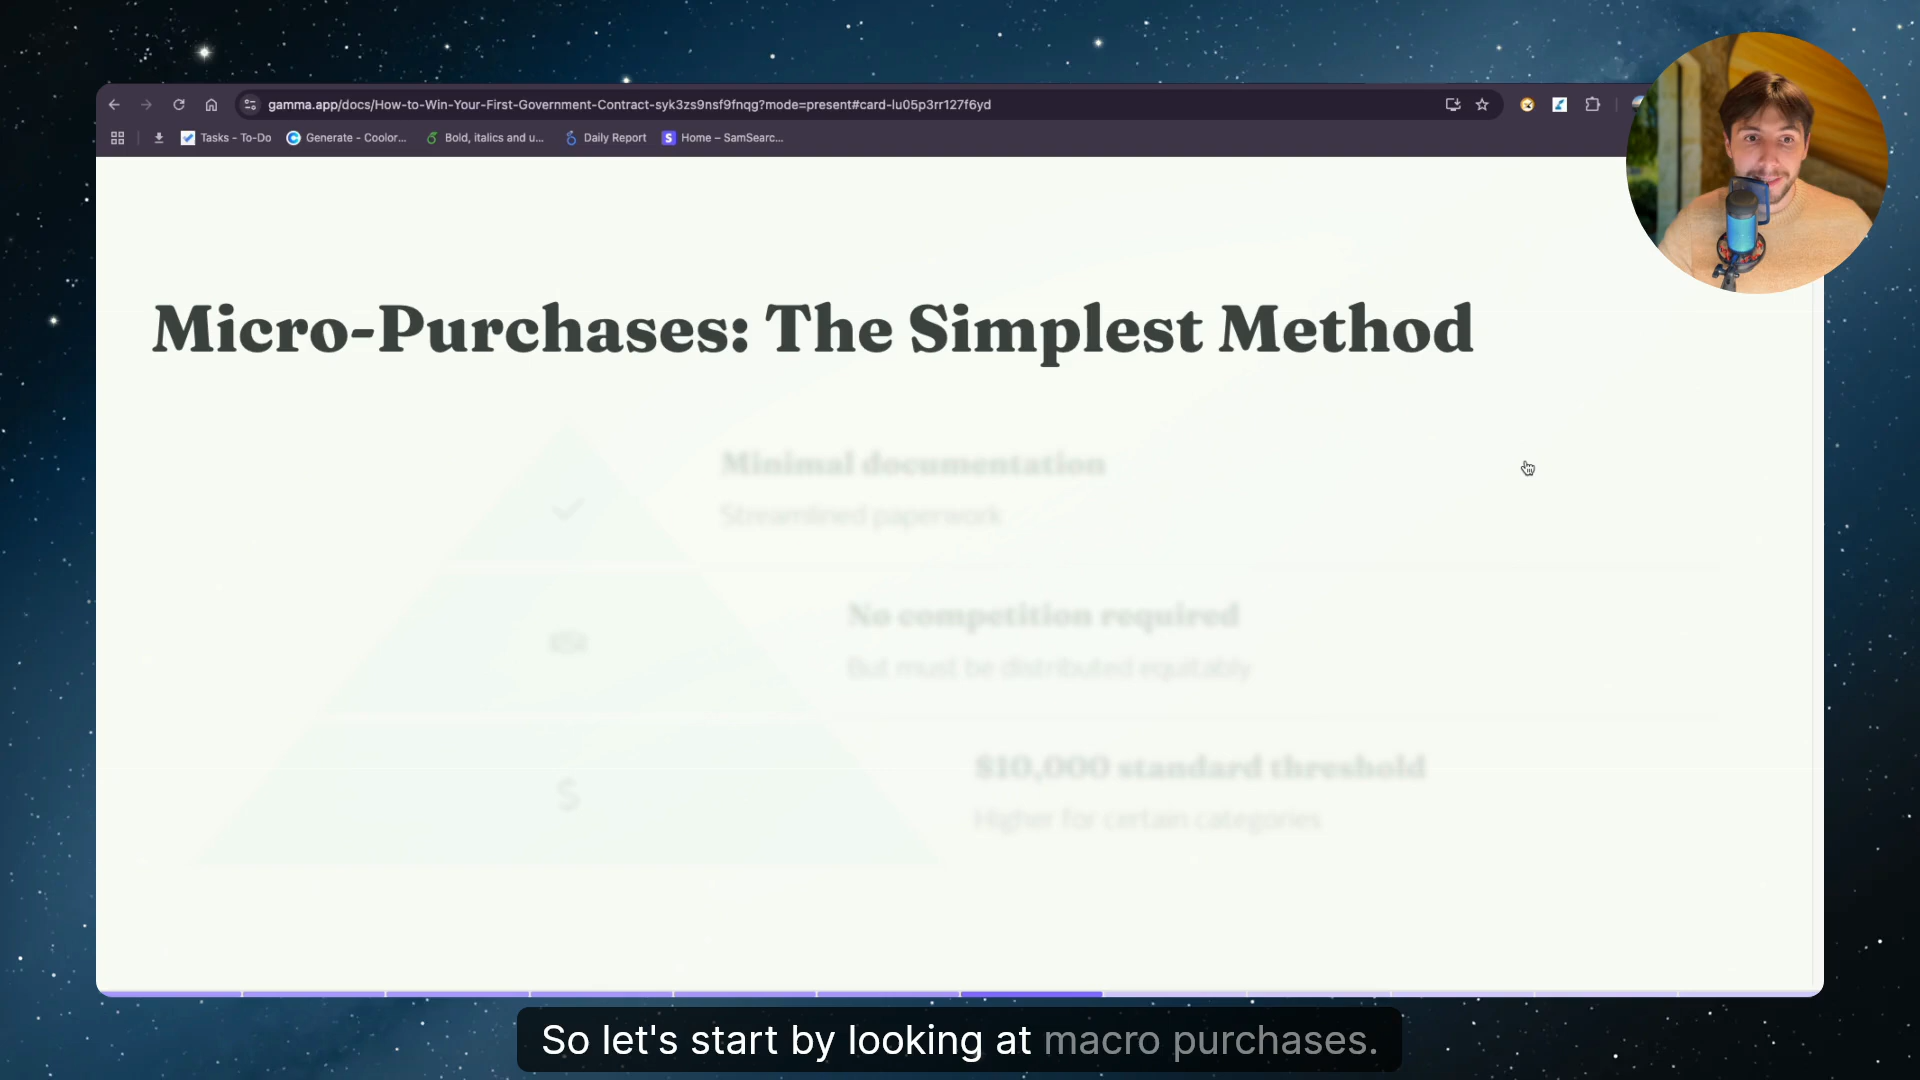 gamma.app/docs/How-to-Win-Your-First-Government-Contract-syk3zs9nsf9fnqg?mode=present#card-lu05p3rr127f6yd
Tasks - To-Do Generate - Coolor... Bold, italics and u... Daily Report S Home – SamSearc...
Micro-Purchases: The Simplest Method
Minimal documentation
Streamlined paperwork
No competition required
But must be distributed equitably
$10,000 standard threshold
$
Higher for certain categories
So let's start by looking at macro purchases.